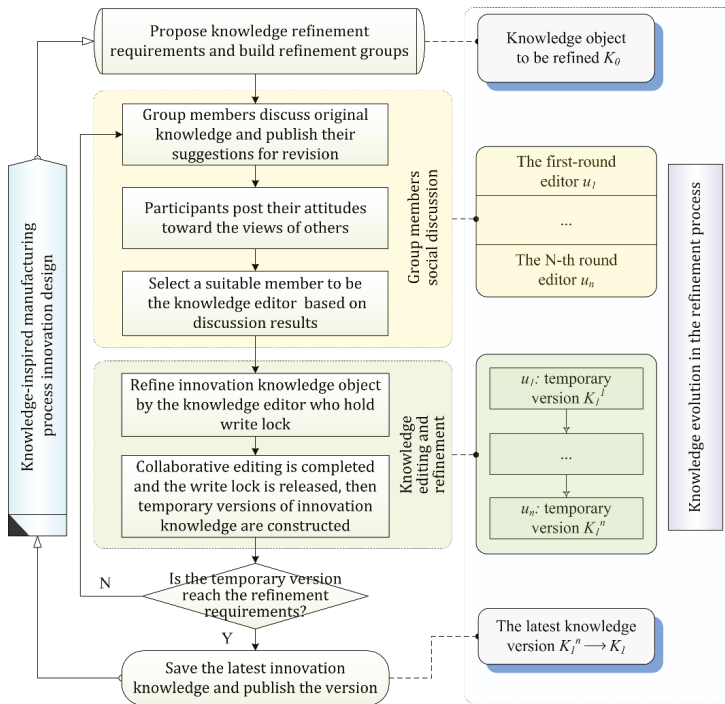 Propose knowledge refinement
requirements and build refinement groups
Knowledge object
to be refined K₀
Group members discuss original
knowledge and publish their
suggestions for revision
Participants post their attitudes
toward the views of others
Select a suitable member to be
the knowledge editor based on
discussion results
Group members
social discussion
The first-round
editor u₁
...
The N-th round
editor uₙ
Refine innovation knowledge object
by the knowledge editor who hold
write lock
Collaborative editing is completed
and the write lock is released, then
temporary versions of innovation
knowledge are constructed
Knowledge
editing and
refinement
u₁: temporary
version K₁¹
...
uₙ: temporary
version K₁ⁿ
Is the temporary version
reach the refinement
requirements?
N
Y
Save the latest innovation
knowledge and publish the version
The latest knowledge
version K₁ⁿ → K₁
Knowledge-inspired manufacturing
process innovation design
Knowledge evolution in the refinement process